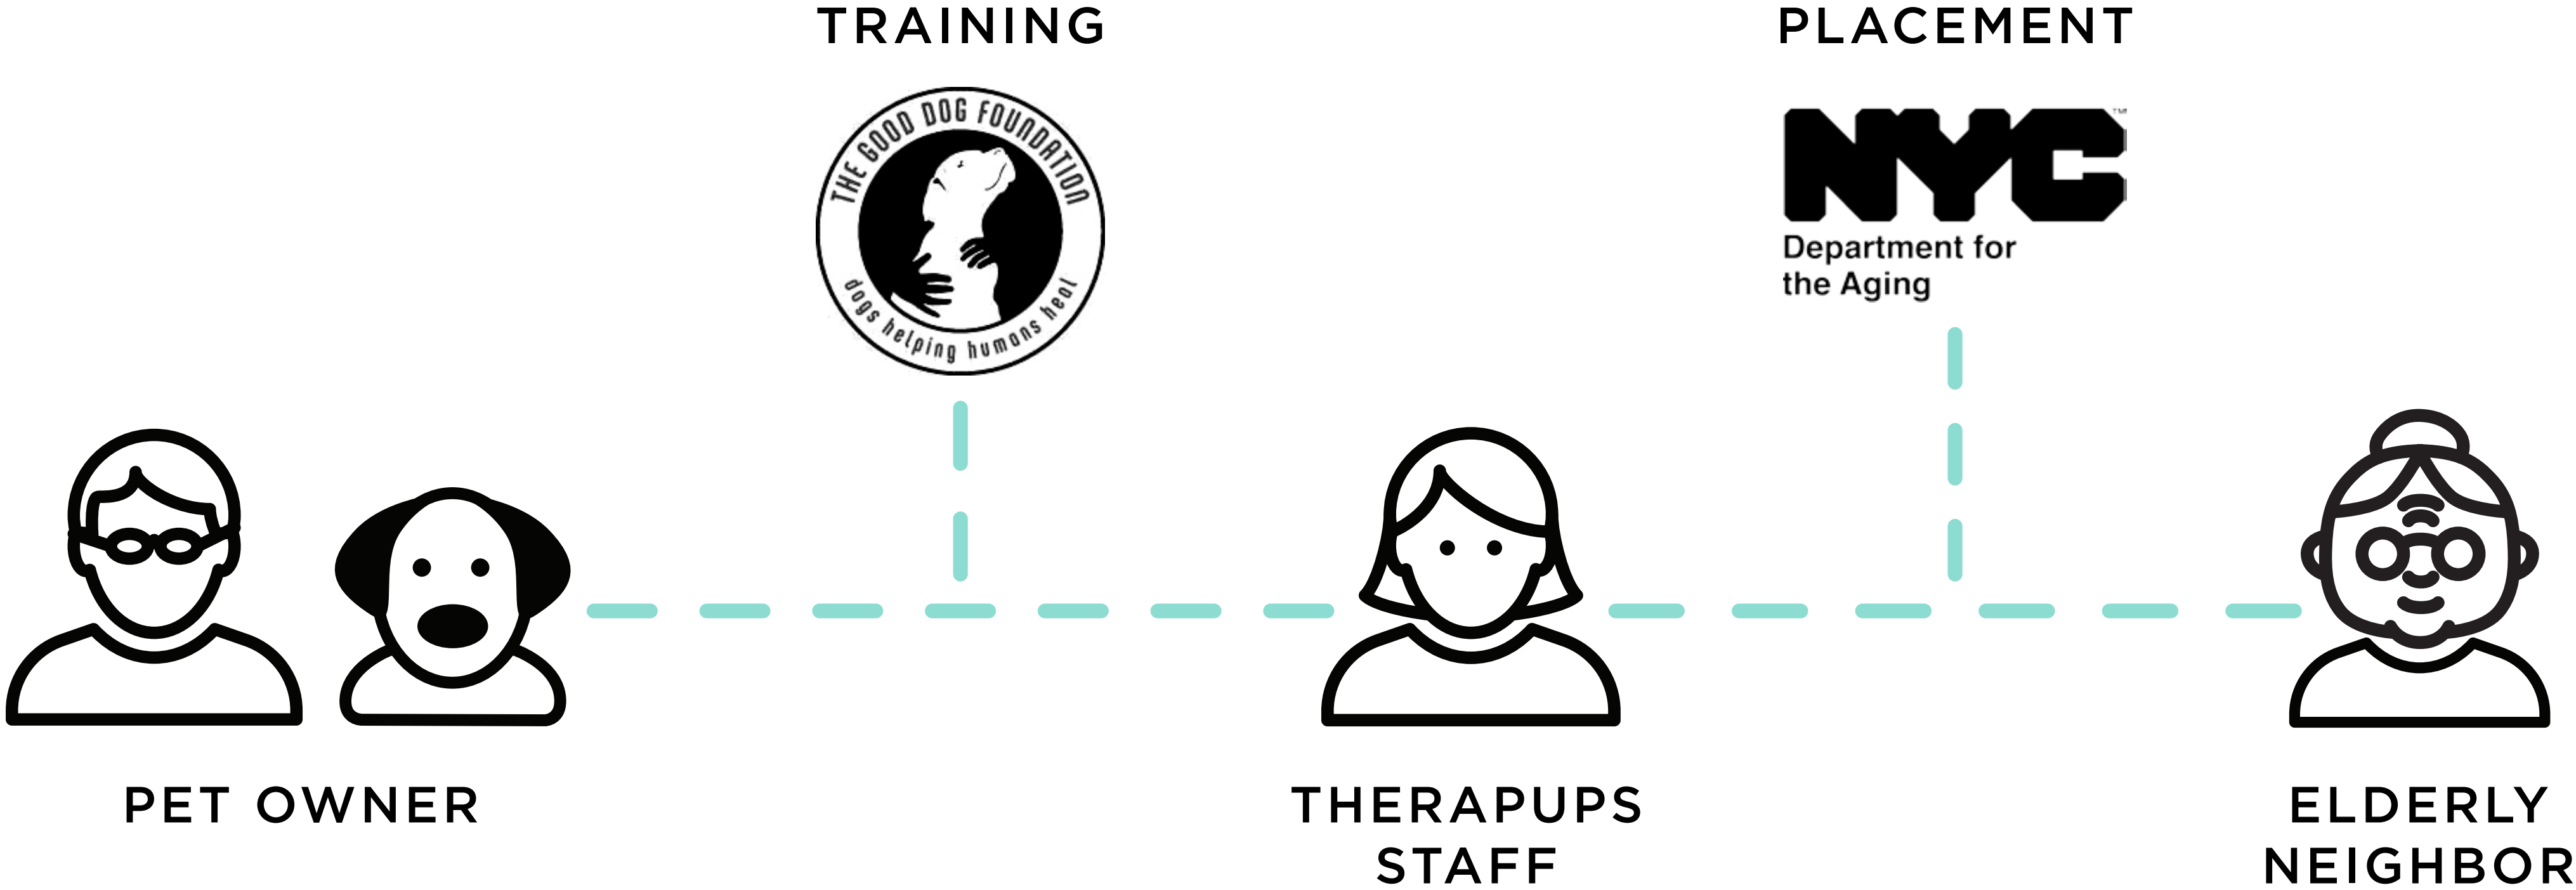 TRAINING
PLACEMENT
THE GOOD DOG FOUNDATION
dogs helping humans heal
NYC
TM
Department for
the Aging
PET OWNER
THERAPUPS
STAFF
ELDERLY
NEIGHBOR